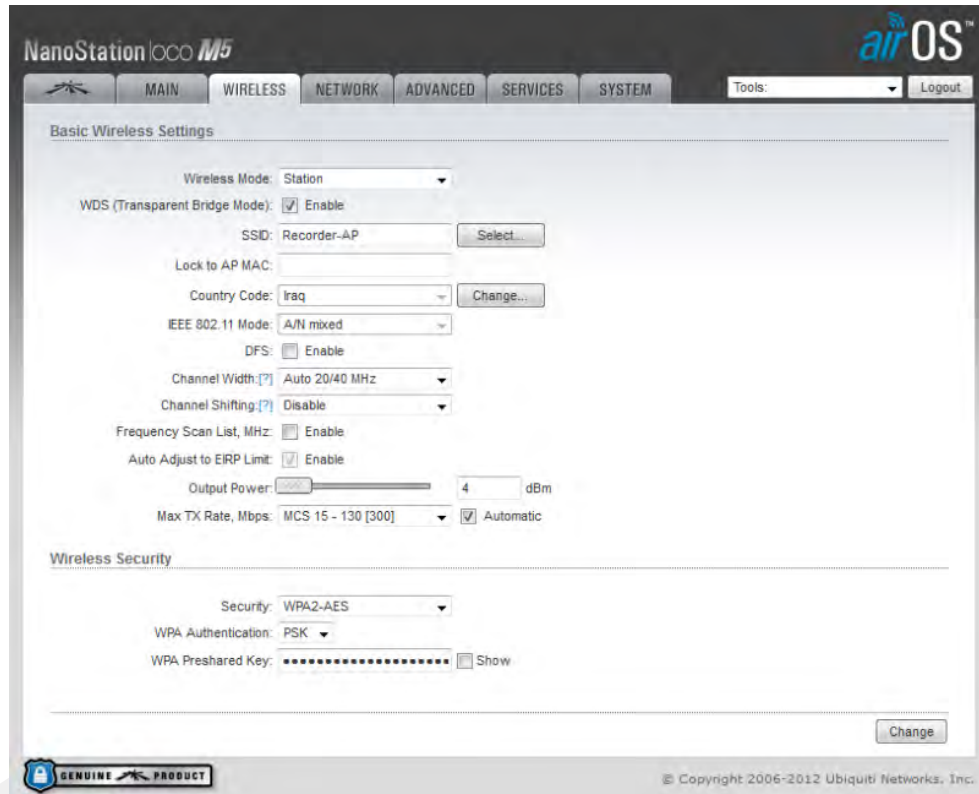 NanoStation loco M5
airOS™
MAIN WIRELESS NETWORK ADVANCED SERVICES SYSTEM Tools: Logout
Basic Wireless Settings
Wireless Mode: Station
WDS (Transparent Bridge Mode): Enable
SSID: Recorder-AP Select...
Lock to AP MAC:
Country Code: Iraq Change...
IEEE 802.11 Mode: A/N mixed
DFS: Enable
Channel Width:[?] Auto 20/40 MHz
Channel Shifting:[?] Disable
Frequency Scan List, MHz: Enable
Auto Adjust to EIRP Limit: Enable
Output Power: 4 dBm
Max TX Rate, Mbps: MCS 15 - 130 [300] Automatic
Wireless Security
Security: WPA2-AES
WPA Authentication: PSK
WPA Preshared Key: •••••••••••••••••••• Show
Change
GENUINE PRODUCT
© Copyright 2006-2012 Ubiquiti Networks, Inc.